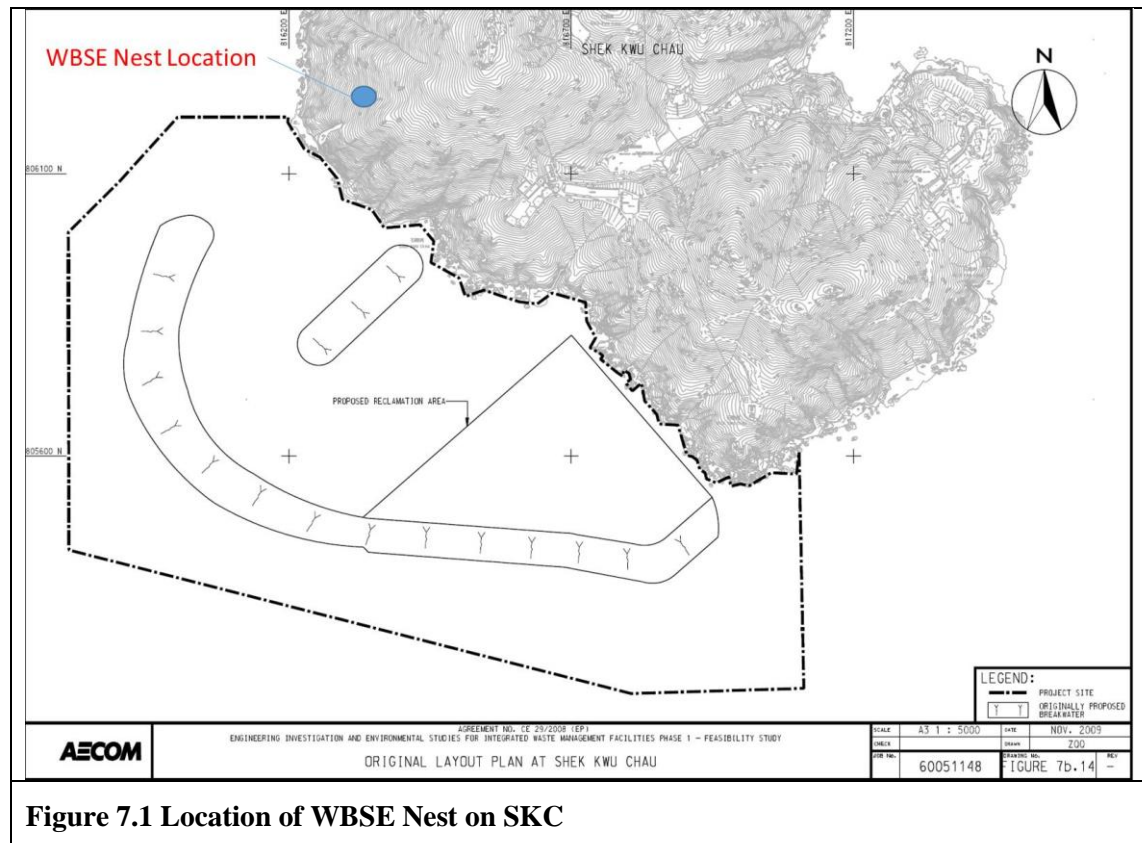 816200 E
816700 E
817200 E
WBSE Nest Location
SHEK KWU CHAU
N
806100 N
PROPOSED RECLAMATION AREA
805600 N
LEGEND:
PROJECT SITE
ORIGINALLY PROPOSED
BREAKWATER
AECOM
AGREEMENT NO. CE 29/2008 (EP)
ENGINEERING INVESTIGATION AND ENVIRONMENTAL STUDIES FOR INTEGRATED WASTE MANAGEMENT FACILITIES PHASE 1 - FEASIBILITY STUDY
ORIGINAL LAYOUT PLAN AT SHEK KWU CHAU
SCALE A3 1 : 5000 DATE NOV. 2009
CHECK DRAWN ZOO
JOB No. 60051148 DRAWING No. FIGURE 7b.14 REV -
Figure 7.1 Location of WBSE Nest on SKC